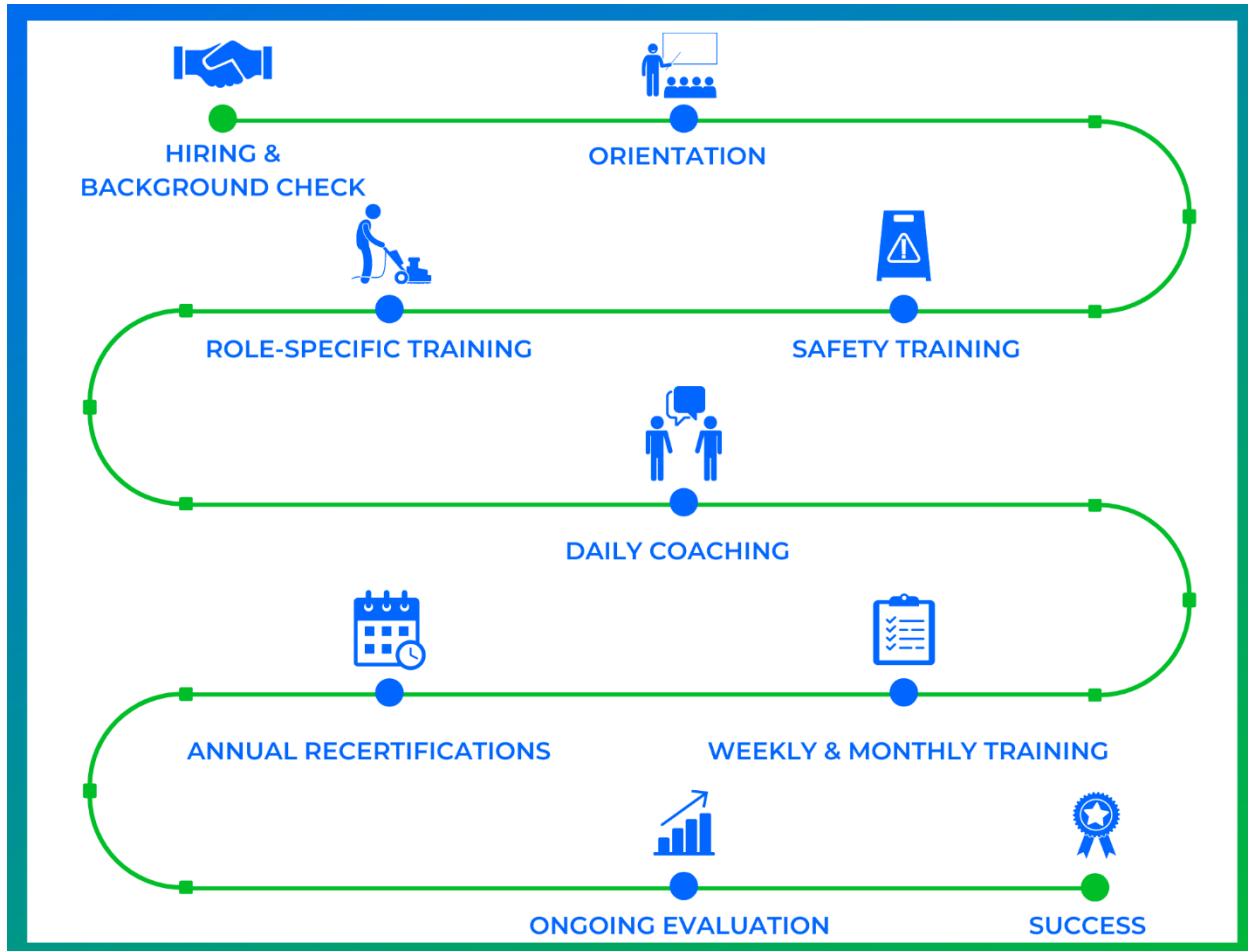 HIRING &
BACKGROUND CHECK
ORIENTATION
SAFETY TRAINING
ROLE-SPECIFIC TRAINING
DAILY COACHING
WEEKLY & MONTHLY TRAINING
ANNUAL RECERTIFICATIONS
ONGOING EVALUATION
SUCCESS